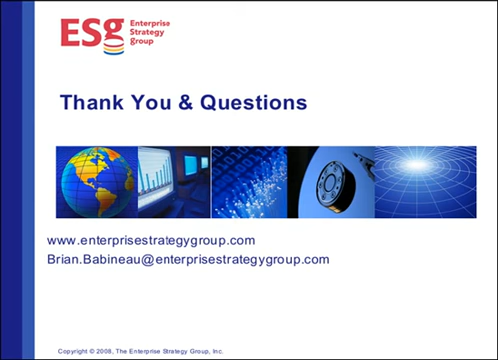 ESG Enterprise
Strategy
Group
Thank You & Questions
www.enterprisestrategygroup.com
Brian.Babineau@enterprisestrategygroup.com
Copyright © 2008, The Enterprise Strategy Group, Inc.